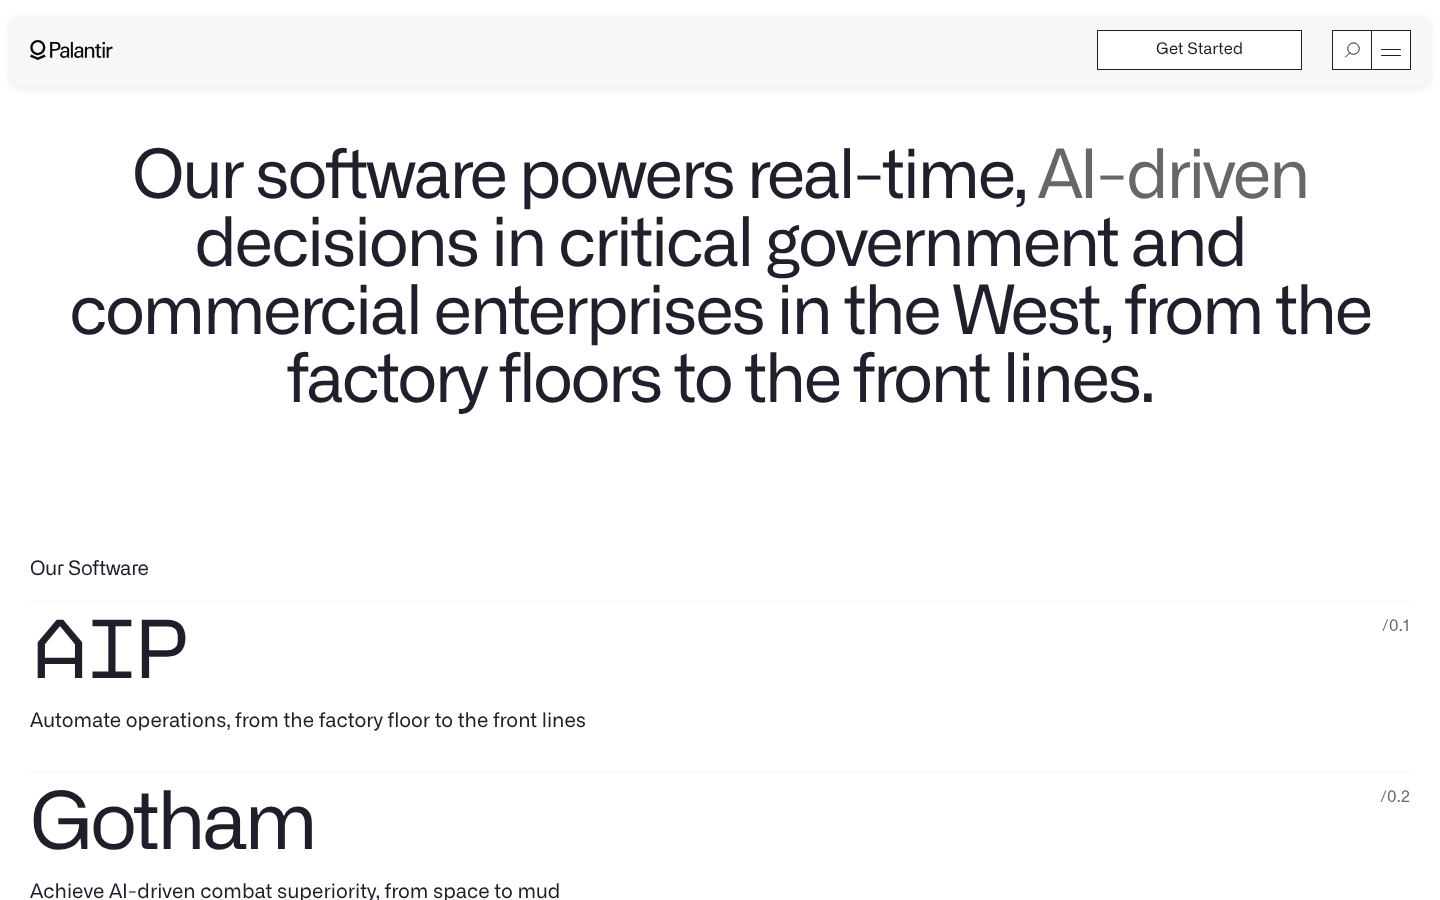 Palantir
Get Started
Our software powers real-time, AI-driven
decisions in critical government and
commercial enterprises in the West, from the
factory floors to the front lines.
Our Software
AIP
/0.1
Automate operations, from the factory floor to the front lines
Gotham
/0.2
Achieve AI-driven combat superiority, from space to mud